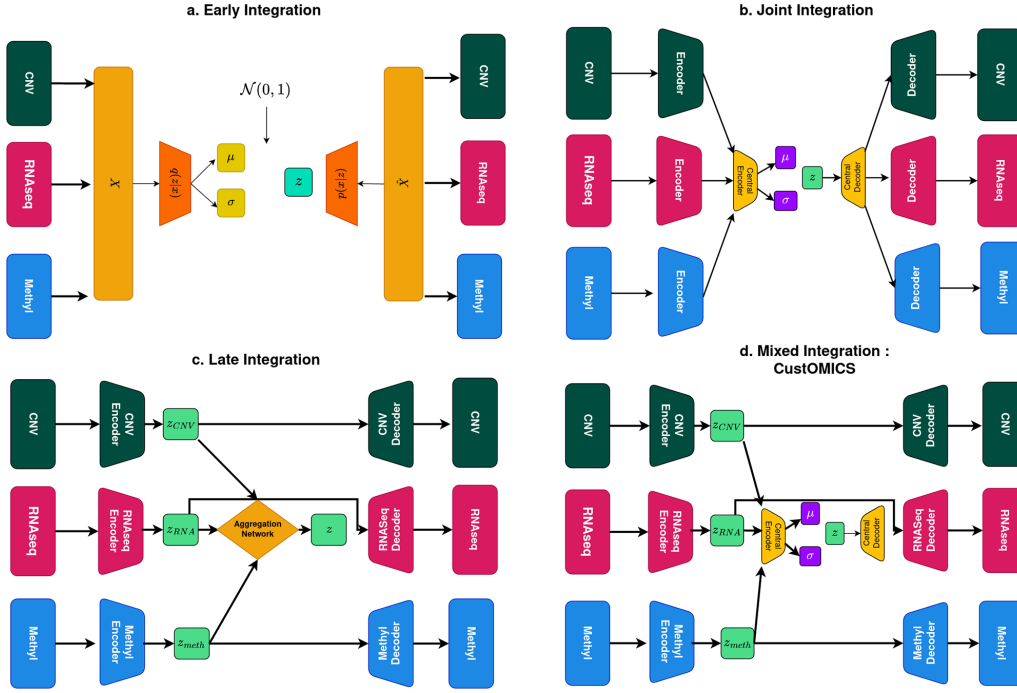 a. Early Integration
CNV
RNAseq
Methyl
X
q(z|x)
μ
σ
𝒩(0,1)
z
p(z|x)
X̂
CNV
RNAseq
Methyl
b. Joint Integration
CNV
RNAseq
Methyl
Encoder
Encoder
Encoder
Central
Encoder
μ
σ
z
Central
Decoder
Decoder
Decoder
Decoder
CNV
RNAseq
Methyl
c. Late Integration
CNV
RNAseq
Methyl
CNV
Encoder
RNAseq
Encoder
Methyl
Encoder
z_CNV
z_RNA
z_meth
Aggregation
Network
z
CNV
Decoder
RNASeq
Decoder
Methyl
Decoder
CNV
RNAseq
Methyl
d. Mixed Integration :
CustOMICS
CNV
RNAseq
Methyl
CNV
Encoder
RNAseq
Encoder
Methyl
Encoder
z_CNV
z_RNA
z_meth
Central
Encoder
μ
σ
z
Central
Decoder
CNV
Decoder
RNASeq
Decoder
Methyl
Decoder
CNV
RNAseq
Methyl